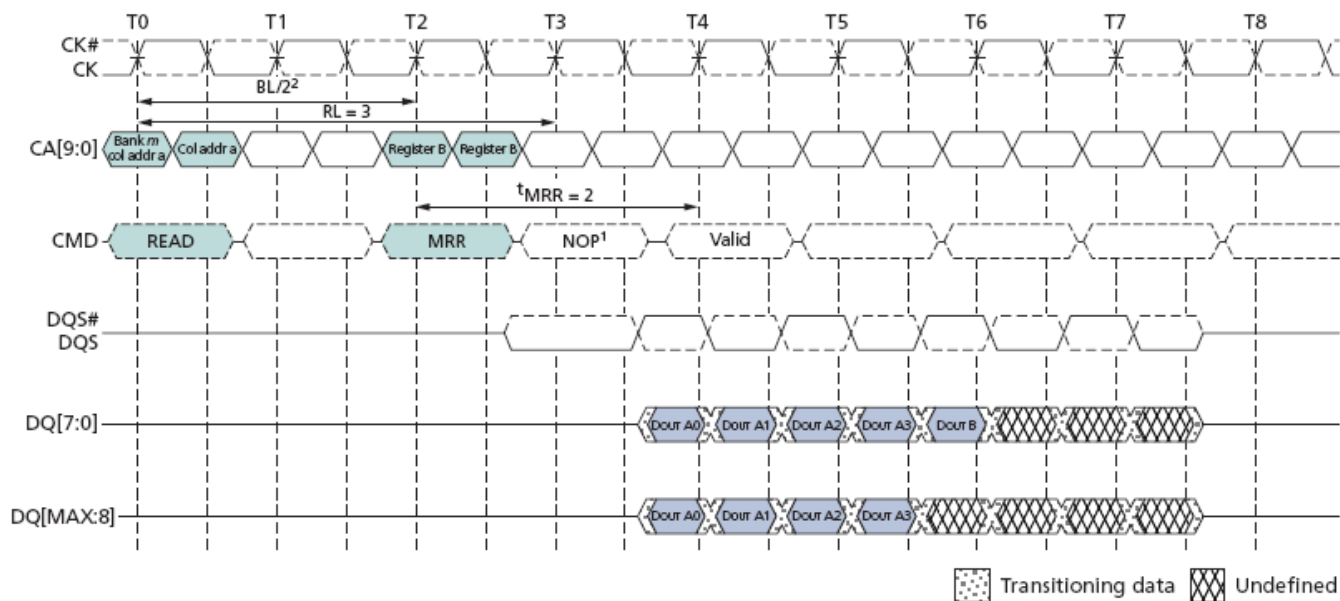 T0 T1 T2 T3 T4 T5 T6 T7 T8
CK#
CK
BL/2²
RL = 3
CA[9:0]
Bank m
col addr a
Col addr a
Register B
Register B
tMRR = 2
CMD
READ
MRR
NOP¹
Valid
DQS#
DQS
DQ[7:0]
DOUT A0
DOUT A1
DOUT A2
DOUT A3
DOUT B
DQ[MAX:8]
DOUT A0
DOUT A1
DOUT A2
DOUT A3
Transitioning data
Undefined